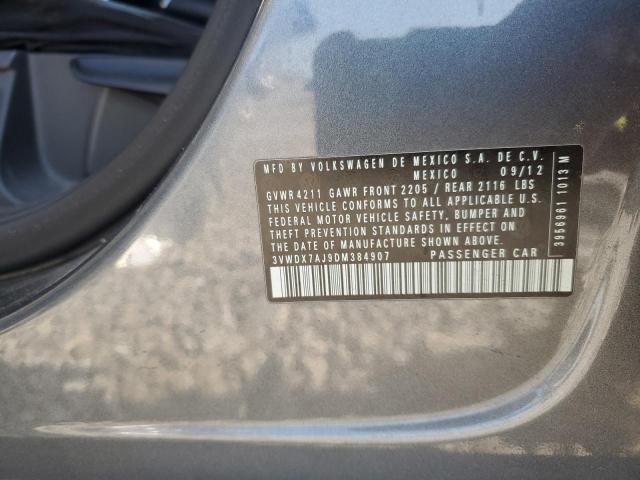 MFD BY VOLKSWAGEN DE MEXICO S.A. DE C.V.
MEXICO 09/12
GVWR 4211 GAWR FRONT 2205 / REAR 2116 LBS
THIS VEHICLE CONFORMS TO ALL APPLICABLE U.S.
FEDERAL MOTOR VEHICLE SAFETY, BUMPER AND
THEFT PREVENTION STANDARDS IN EFFECT ON
THE DATE OF MANUFACTURE SHOWN ABOVE.
3VWDX7AJ9DM384907 PASSENGER CAR
3956981 1013 M